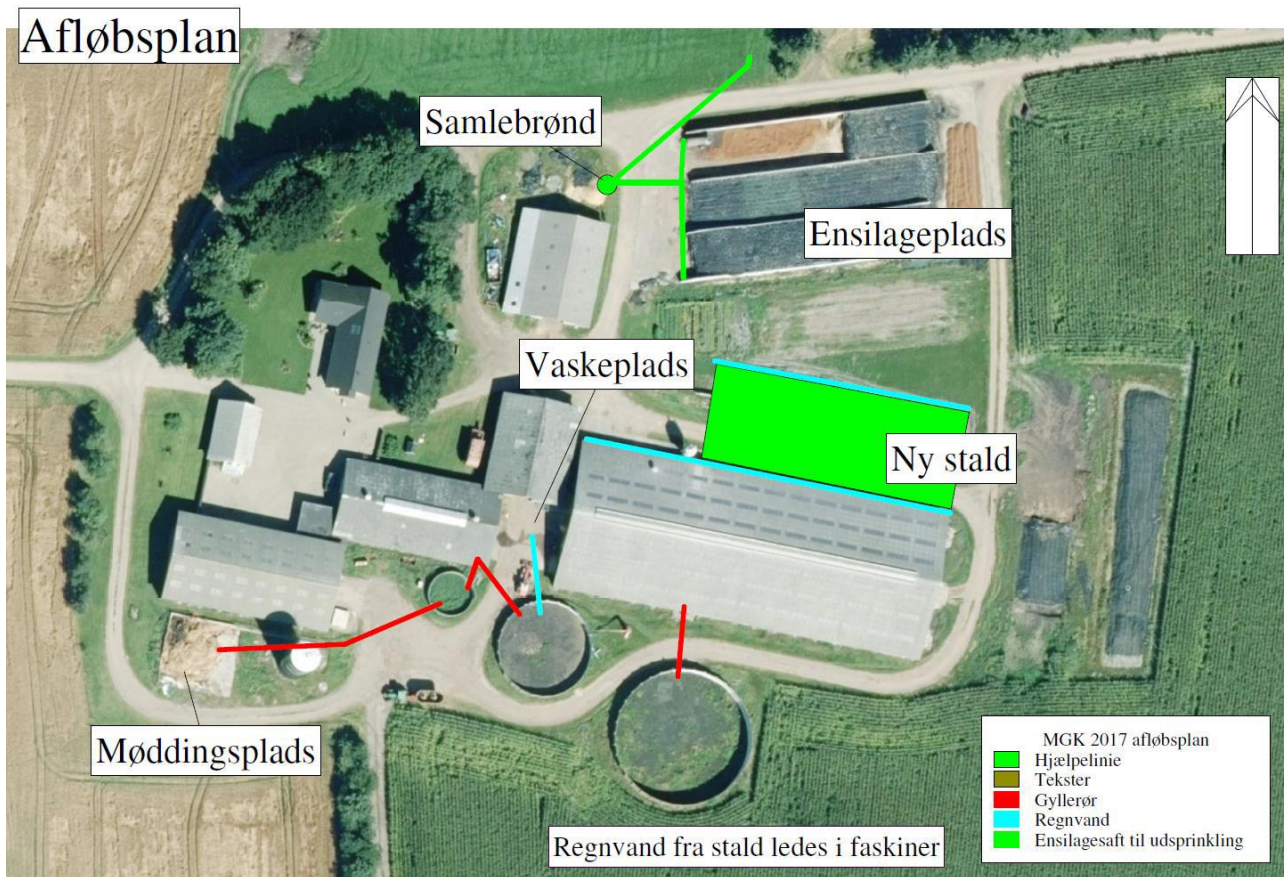 Afløbsplan
Samlebrønd
Ensilageplads
Vaskeplads
Ny stald
Møddingsplads
MGK 2017 afløbsplan
Hjælpelinie
Tekster
Gyllerør
Regnvand
Ensilagesaft til udsprinkling
Regnvand fra stald ledes i faskiner